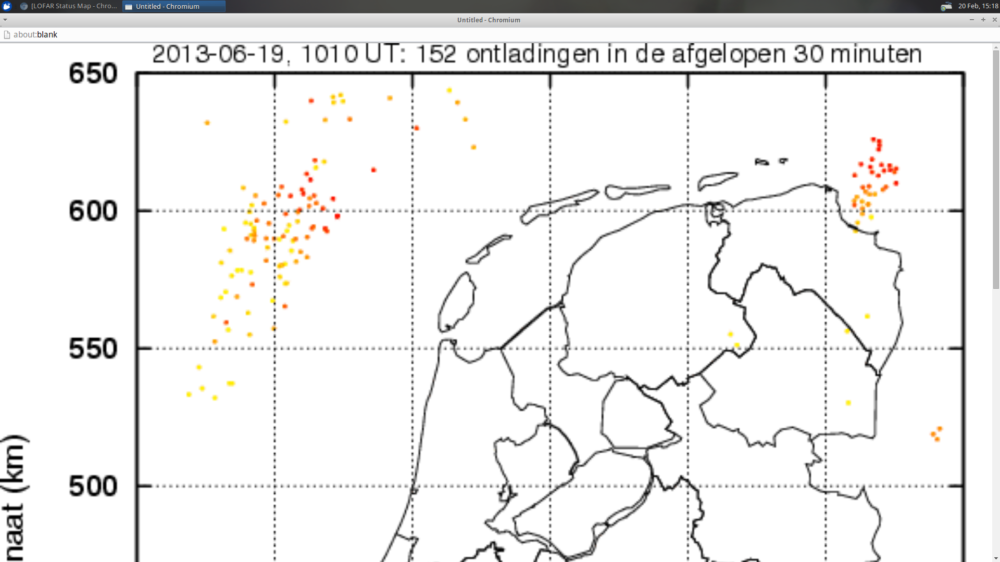 [LOFAR Status Map - Chro...
Untitled - Chromium
20 Feb, 15:18
Untitled - Chromium
about:blank
2013-06-19, 1010 UT: 152 ontladingen in de afgelopen 30 minuten
650
600
550
500
naat (km)